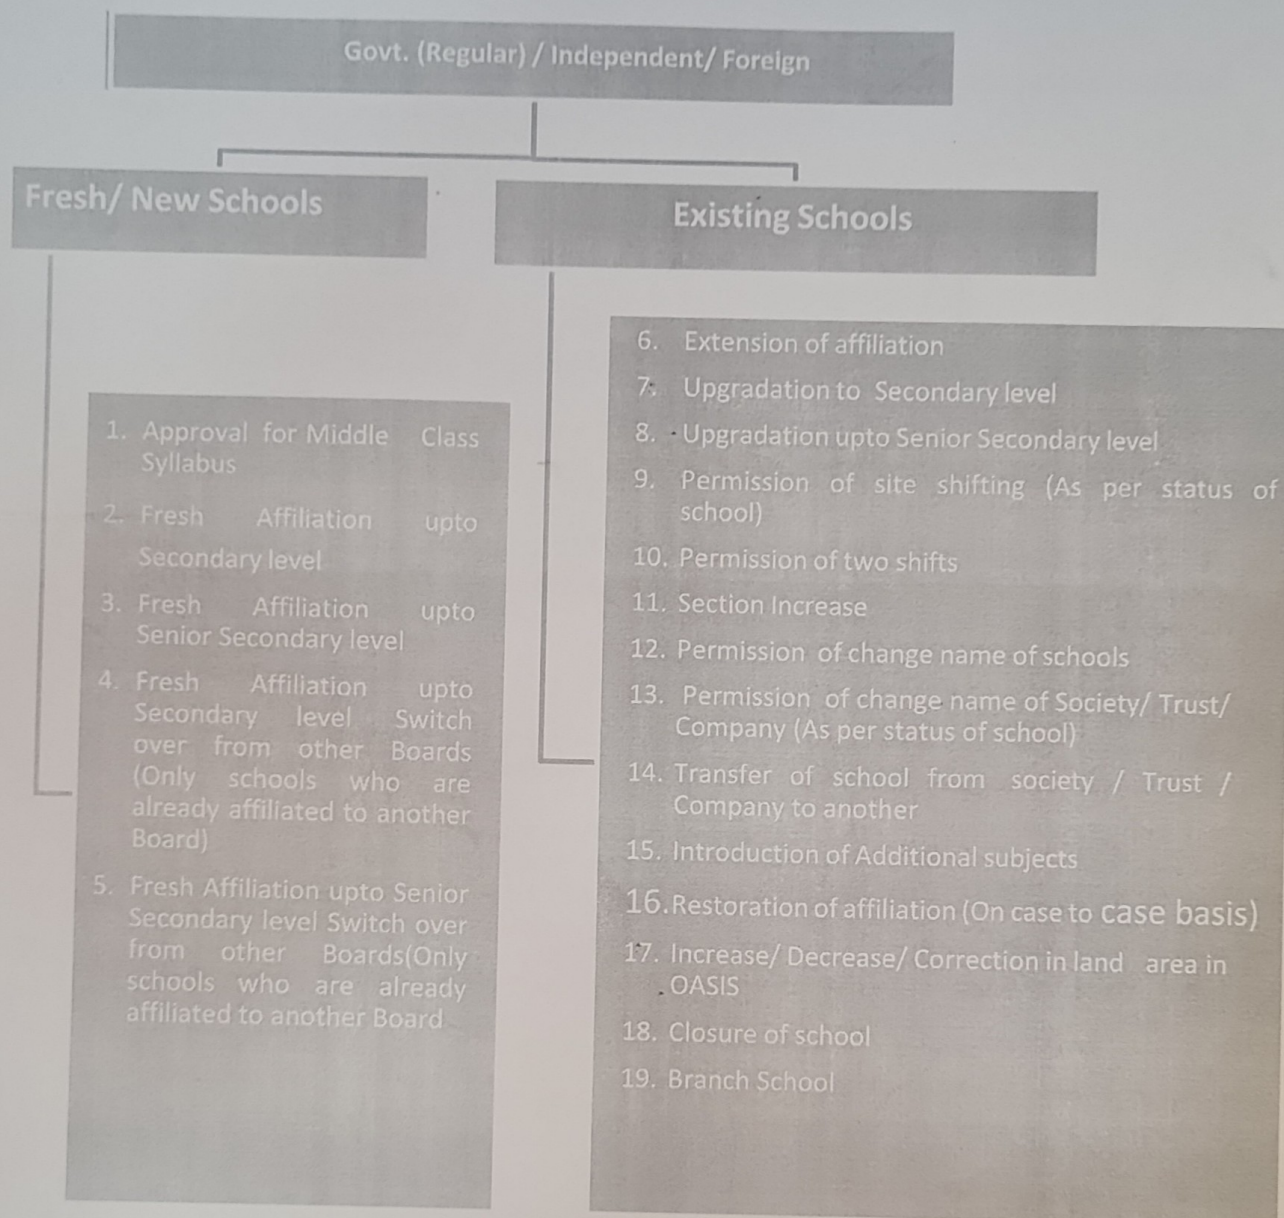 Govt. (Regular) / Independent/ Foreign
Fresh/ New Schools
Existing Schools
1. Approval for Middle Class
Syllabus
2. Fresh Affiliation upto
Secondary level
3. Fresh Affiliation upto
Senior Secondary level
4. Fresh Affiliation upto
Secondary level Switch
over from other Boards
(Only schools who are
already affiliated to another
Board)
5. Fresh Affiliation upto Senior
Secondary level Switch over
from other Boards(Only
schools who are already
affiliated to another Board
6. Extension of affiliation
7. Upgradation to Secondary level
8. Upgradation upto Senior Secondary level
9. Permission of site shifting (As per status of
school)
10. Permission of two shifts
11. Section Increase
12. Permission of change name of schools
13. Permission of change name of Society/ Trust/
Company (As per status of school)
14. Transfer of school from society / Trust /
Company to another
15. Introduction of Additional subjects
16. Restoration of affiliation (On case to case basis)
17. Increase/ Decrease/ Correction in land area in
OASIS
18. Closure of school
19. Branch School